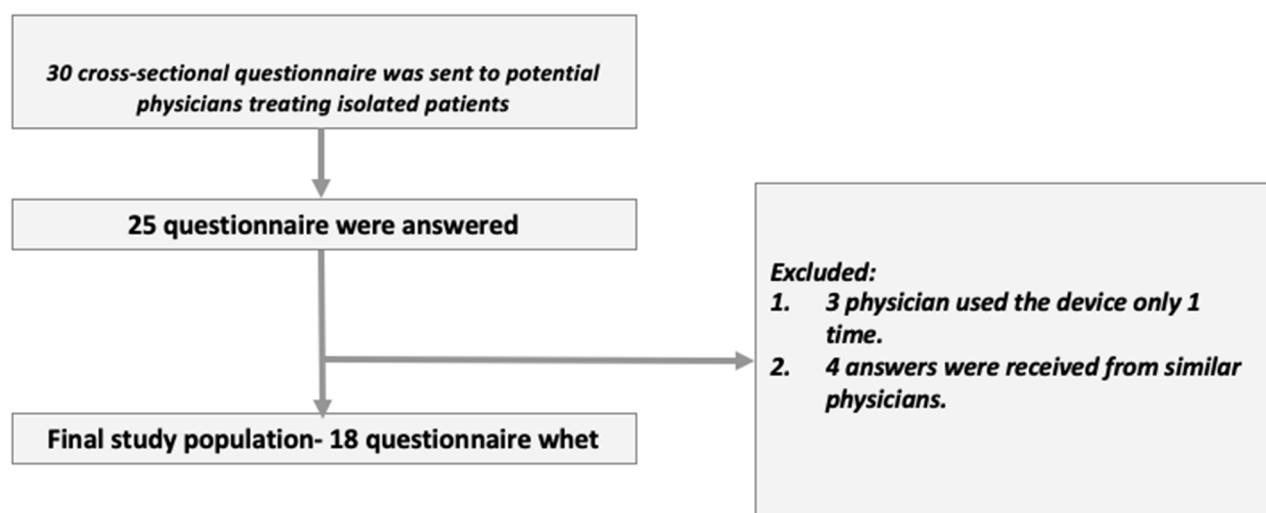 30 cross-sectional questionnaire was sent to potential
physicians treating isolated patients
25 questionnaire were answered
Excluded:
1. 3 physician used the device only 1
time.
2. 4 answers were received from similar
physicians.
Final study population- 18 questionnaire whet